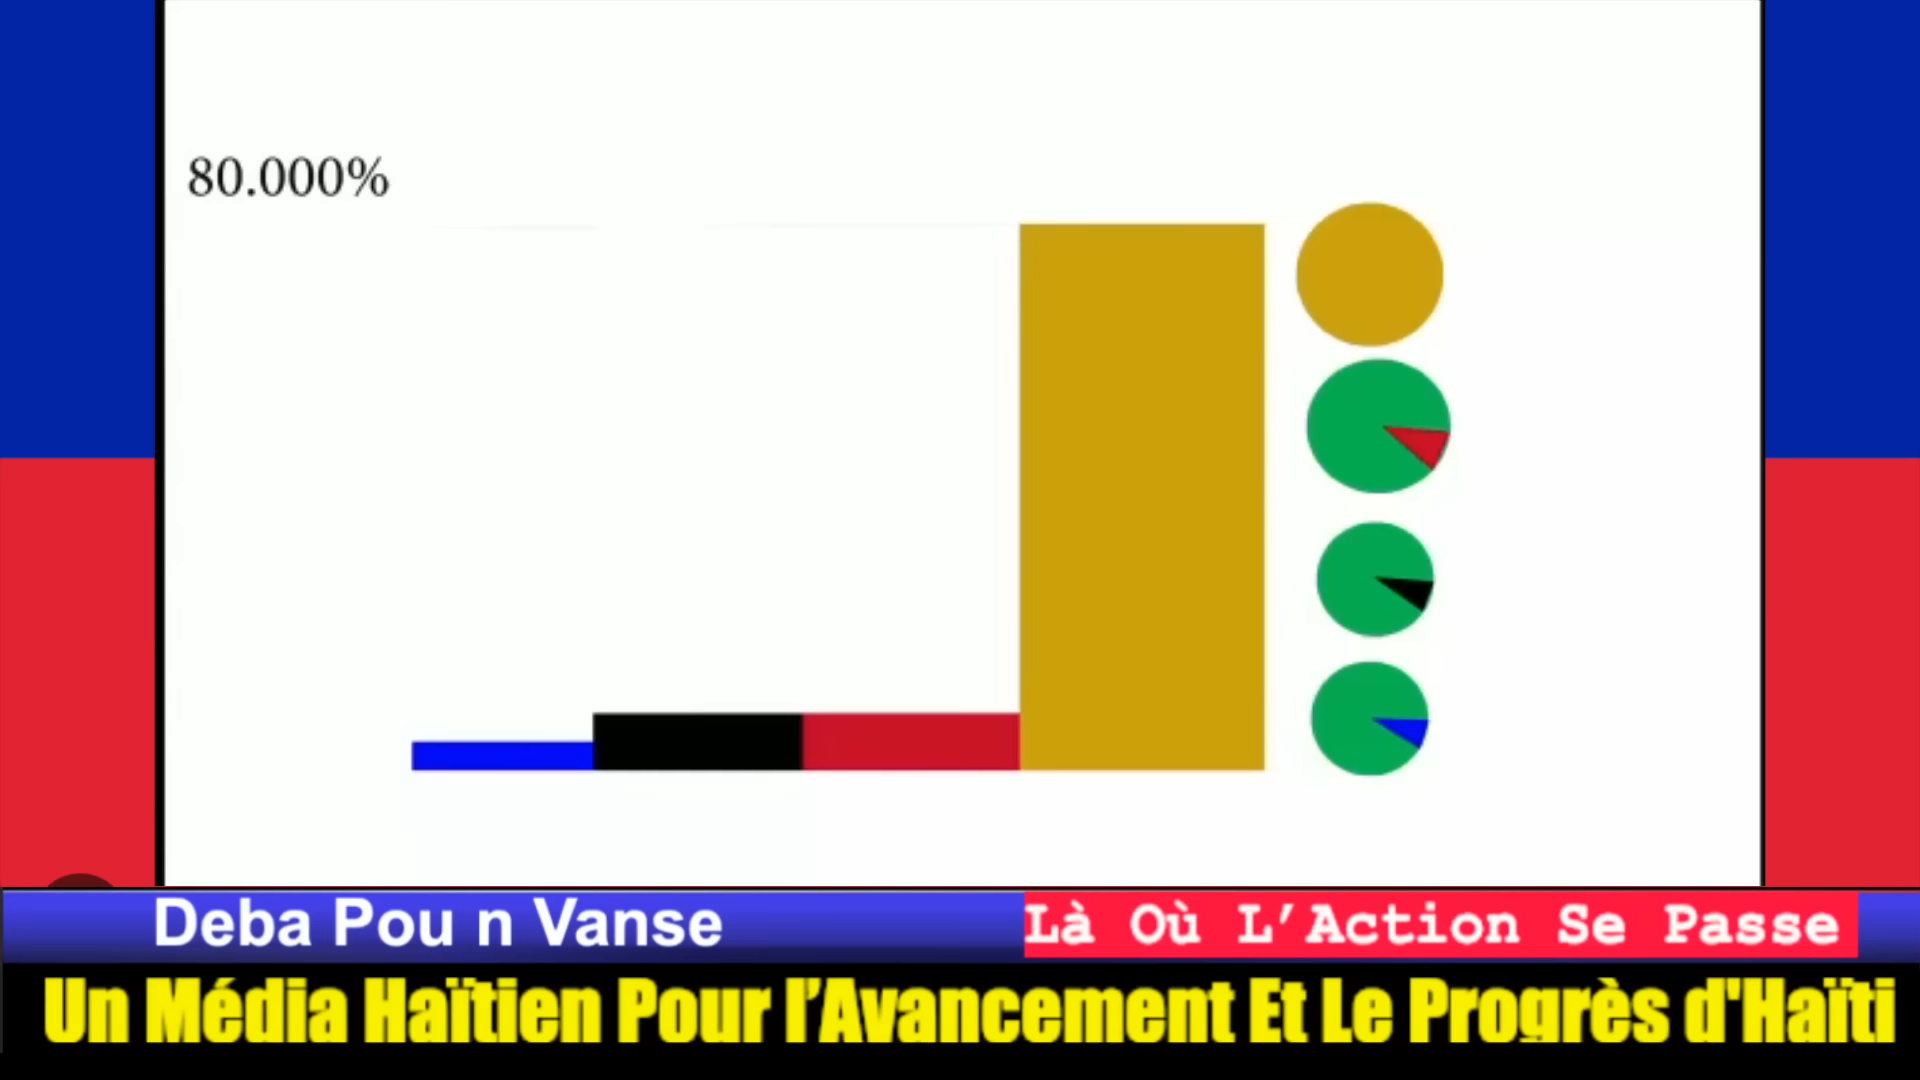 80.000%
Deba Pou n Vanse
Là Où L’Action Se Passe
Un Média Haïtien Pour l’Avancement Et Le Progrès d'Haïti